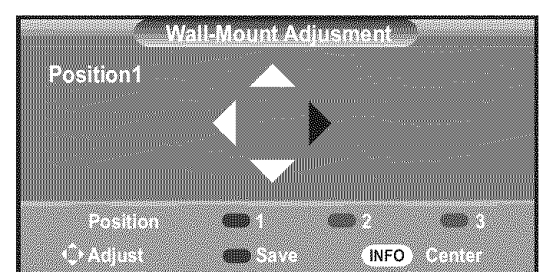 Wall-Mount Adjusment
Position1
Position 1 2 3
Adjust Save INFO Center